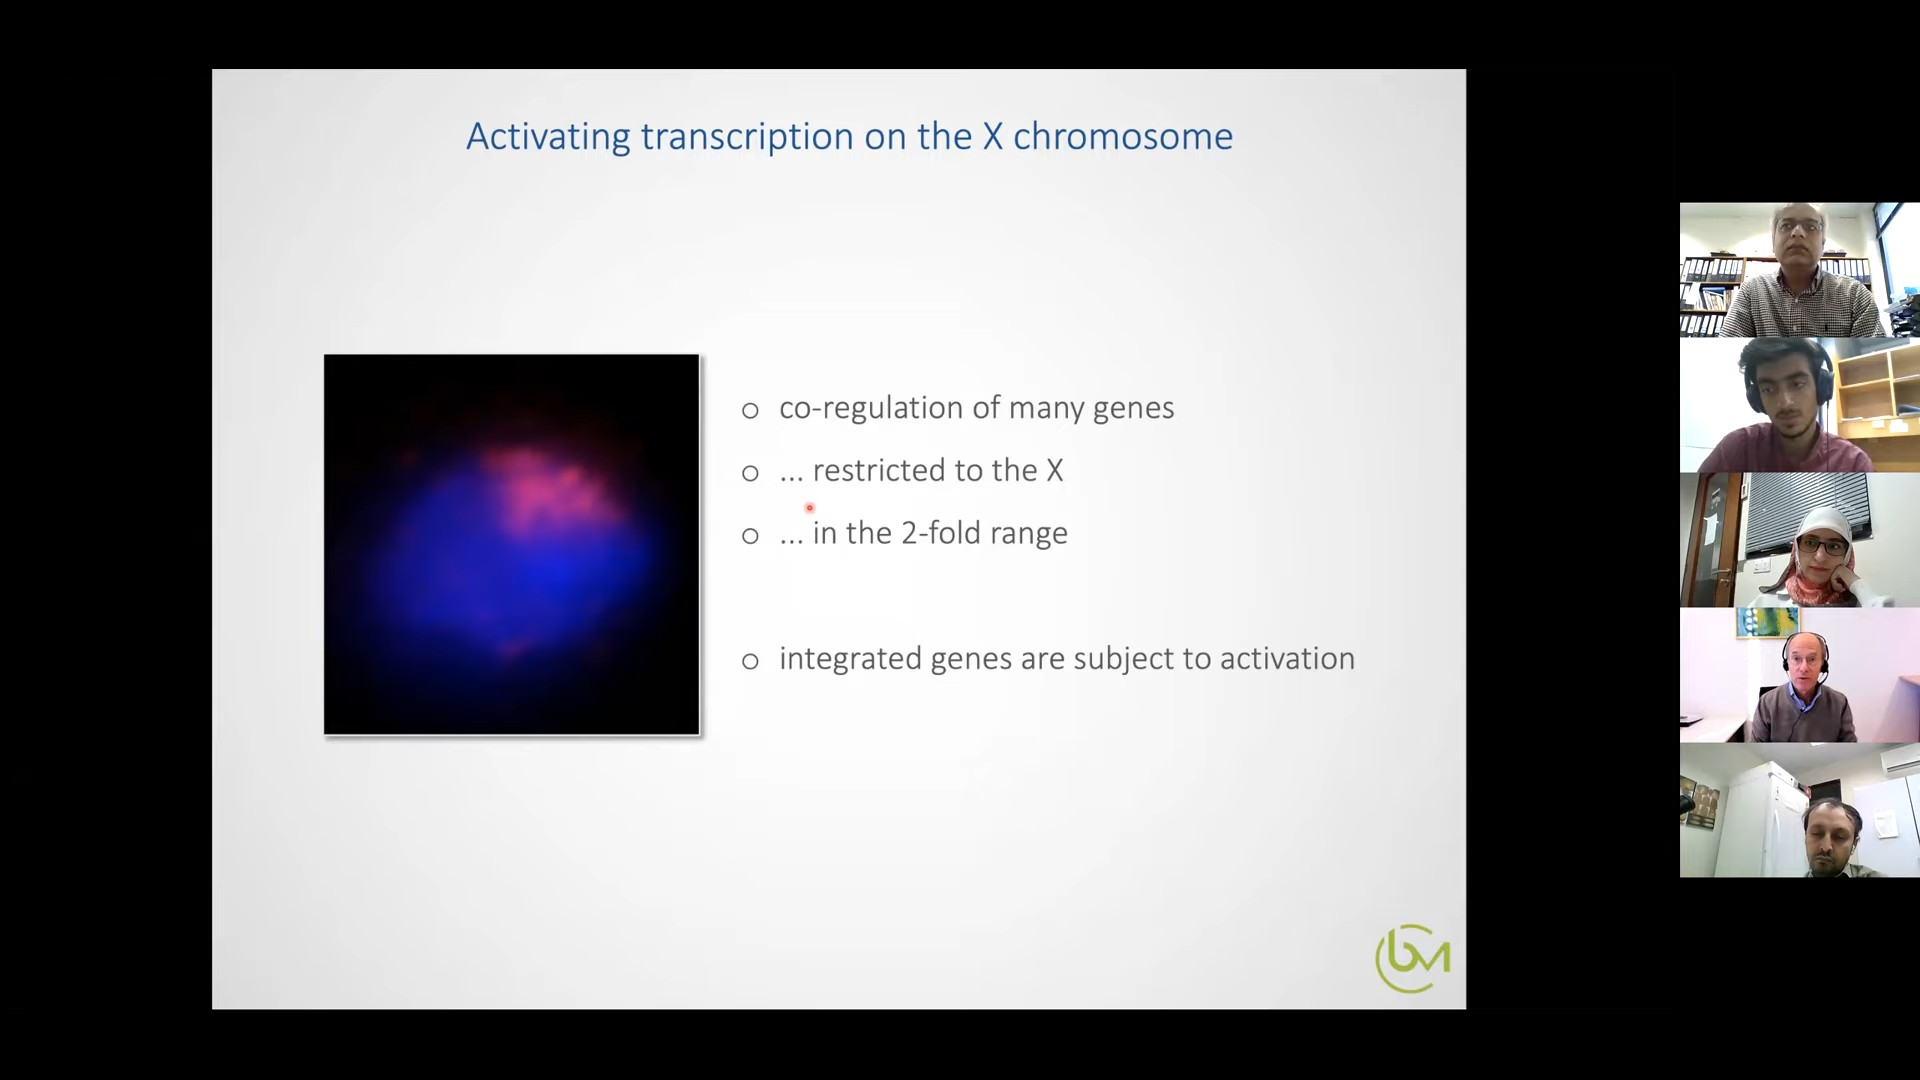 Activating transcription on the X chromosome
o co-regulation of many genes
o ... restricted to the X
o ... in the 2-fold range
o integrated genes are subject to activation
bm